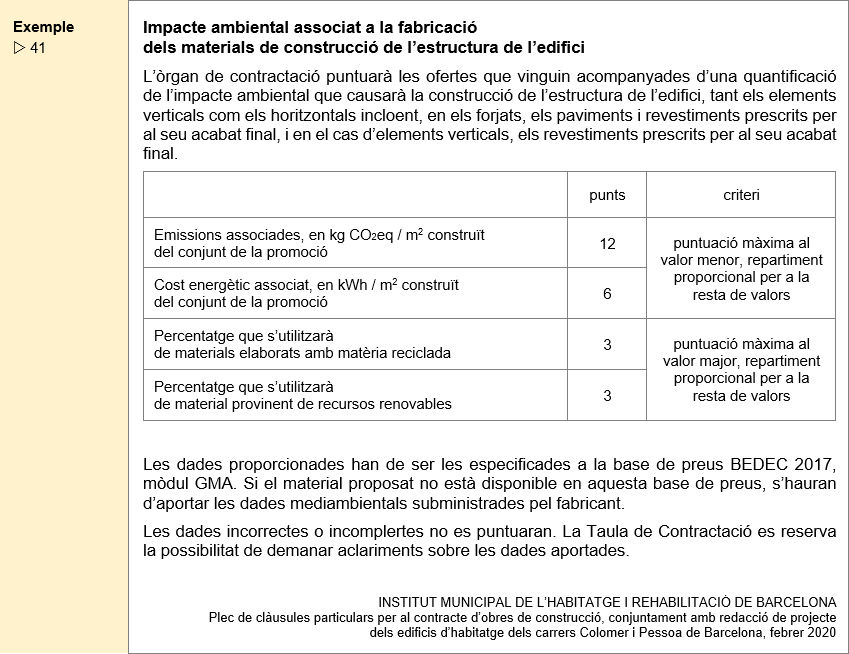 Exemple
▷ 41
Impacte ambiental associat a la fabricació
dels materials de construcció de l'estructura de l'edifici
L'òrgan de contractació puntuarà les ofertes que vinguin acompanyades d'una quantificació
de l'impacte ambiental que causarà la construcció de l'estructura de l'edifici, tant els elements
verticals com els horitzontals incloent, en els forjats, els paviments i revestiments prescrits per
al seu acabat final, i en el cas d'elements verticals, els revestiments prescrits per al seu acabat
final.
punts
criteri
Emissions associades, en kg CO₂eq / m² construït
del conjunt de la promoció
12
puntuació màxima al
valor menor, repartiment
proporcional per a la
resta de valors
Cost energètic associat, en kWh / m² construït
del conjunt de la promoció
6
Percentatge que s'utilitzarà
de materials elaborats amb matèria reciclada
3
puntuació màxima al
valor major, repartiment
proporcional per a la
resta de valors
Percentatge que s'utilitzarà
de material provinent de recursos renovables
3
Les dades proporcionades han de ser les especificades a la base de preus BEDEC 2017,
mòdul GMA. Si el material proposat no està disponible en aquesta base de preus, s'hauran
d'aportar les dades mediambientals subministrades pel fabricant.
Les dades incorrectes o incomplertes no es puntuaran. La Taula de Contractació es reserva
la possibilitat de demanar aclariments sobre les dades aportades.
INSTITUT MUNICIPAL DE L'HABITATGE I REHABILITACIÓ DE BARCELONA
Plec de clàusules particulars per al contracte d'obres de construcció, conjuntament amb redacció de projecte
dels edificis d'habitatge dels carrers Colomer i Pessoa de Barcelona, febrer 2020